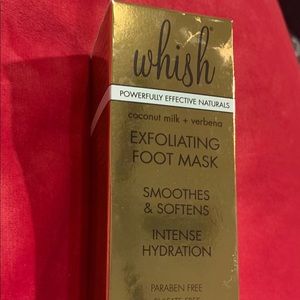 whish
POWERFULLY EFFECTIVE NATURALS
coconut milk + verbena
EXFOLIATING
FOOT MASK
SMOOTHES
& SOFTENS
INTENSE
HYDRATION
PARABEN FREE